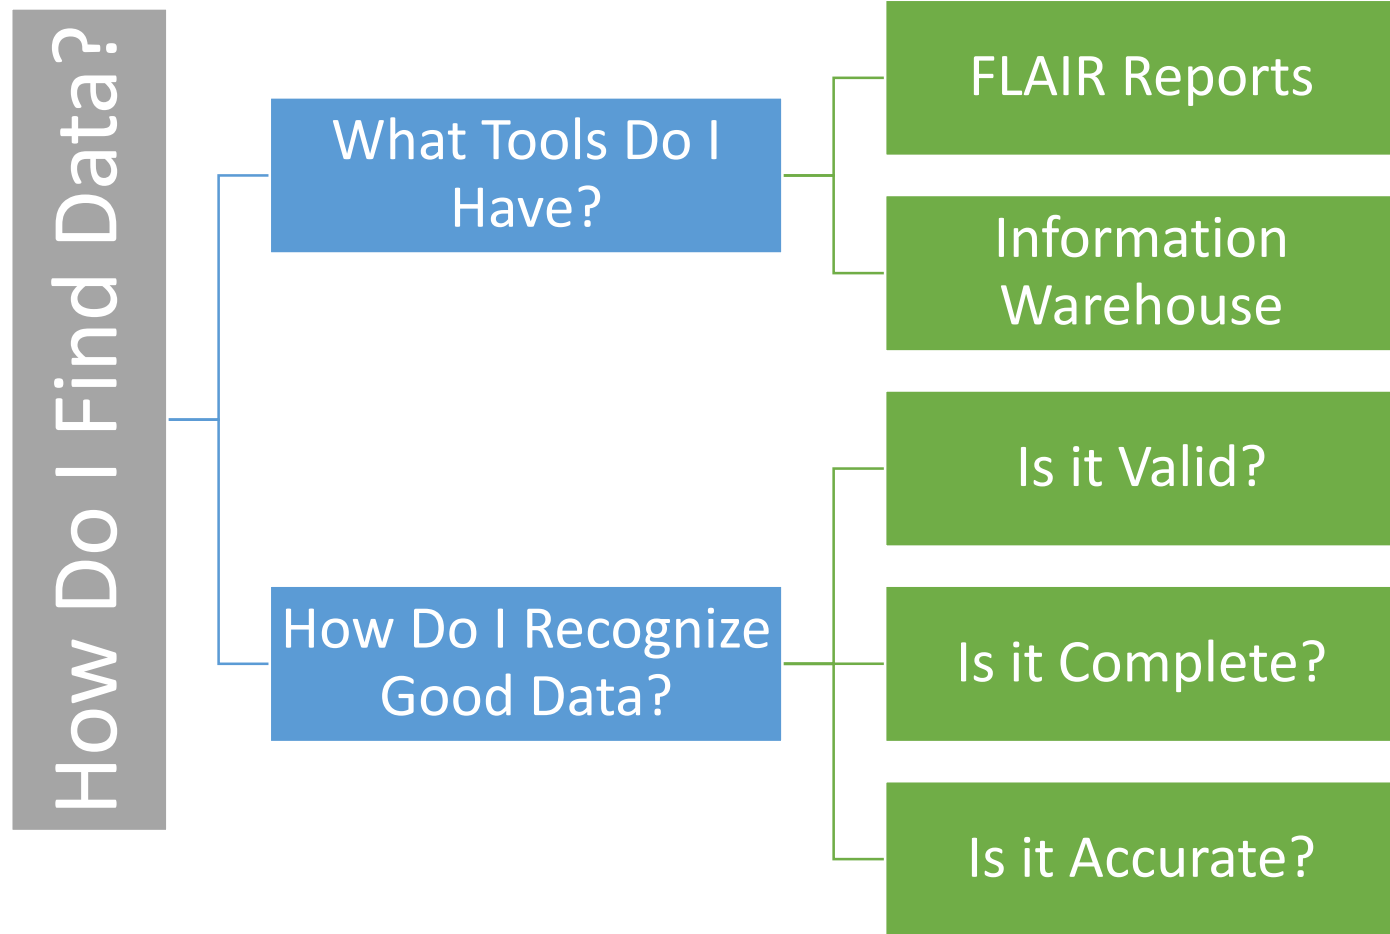 How Do I Find Data?
What Tools Do I
Have?
FLAIR Reports
Information
Warehouse
How Do I Recognize
Good Data?
Is it Valid?
Is it Complete?
Is it Accurate?